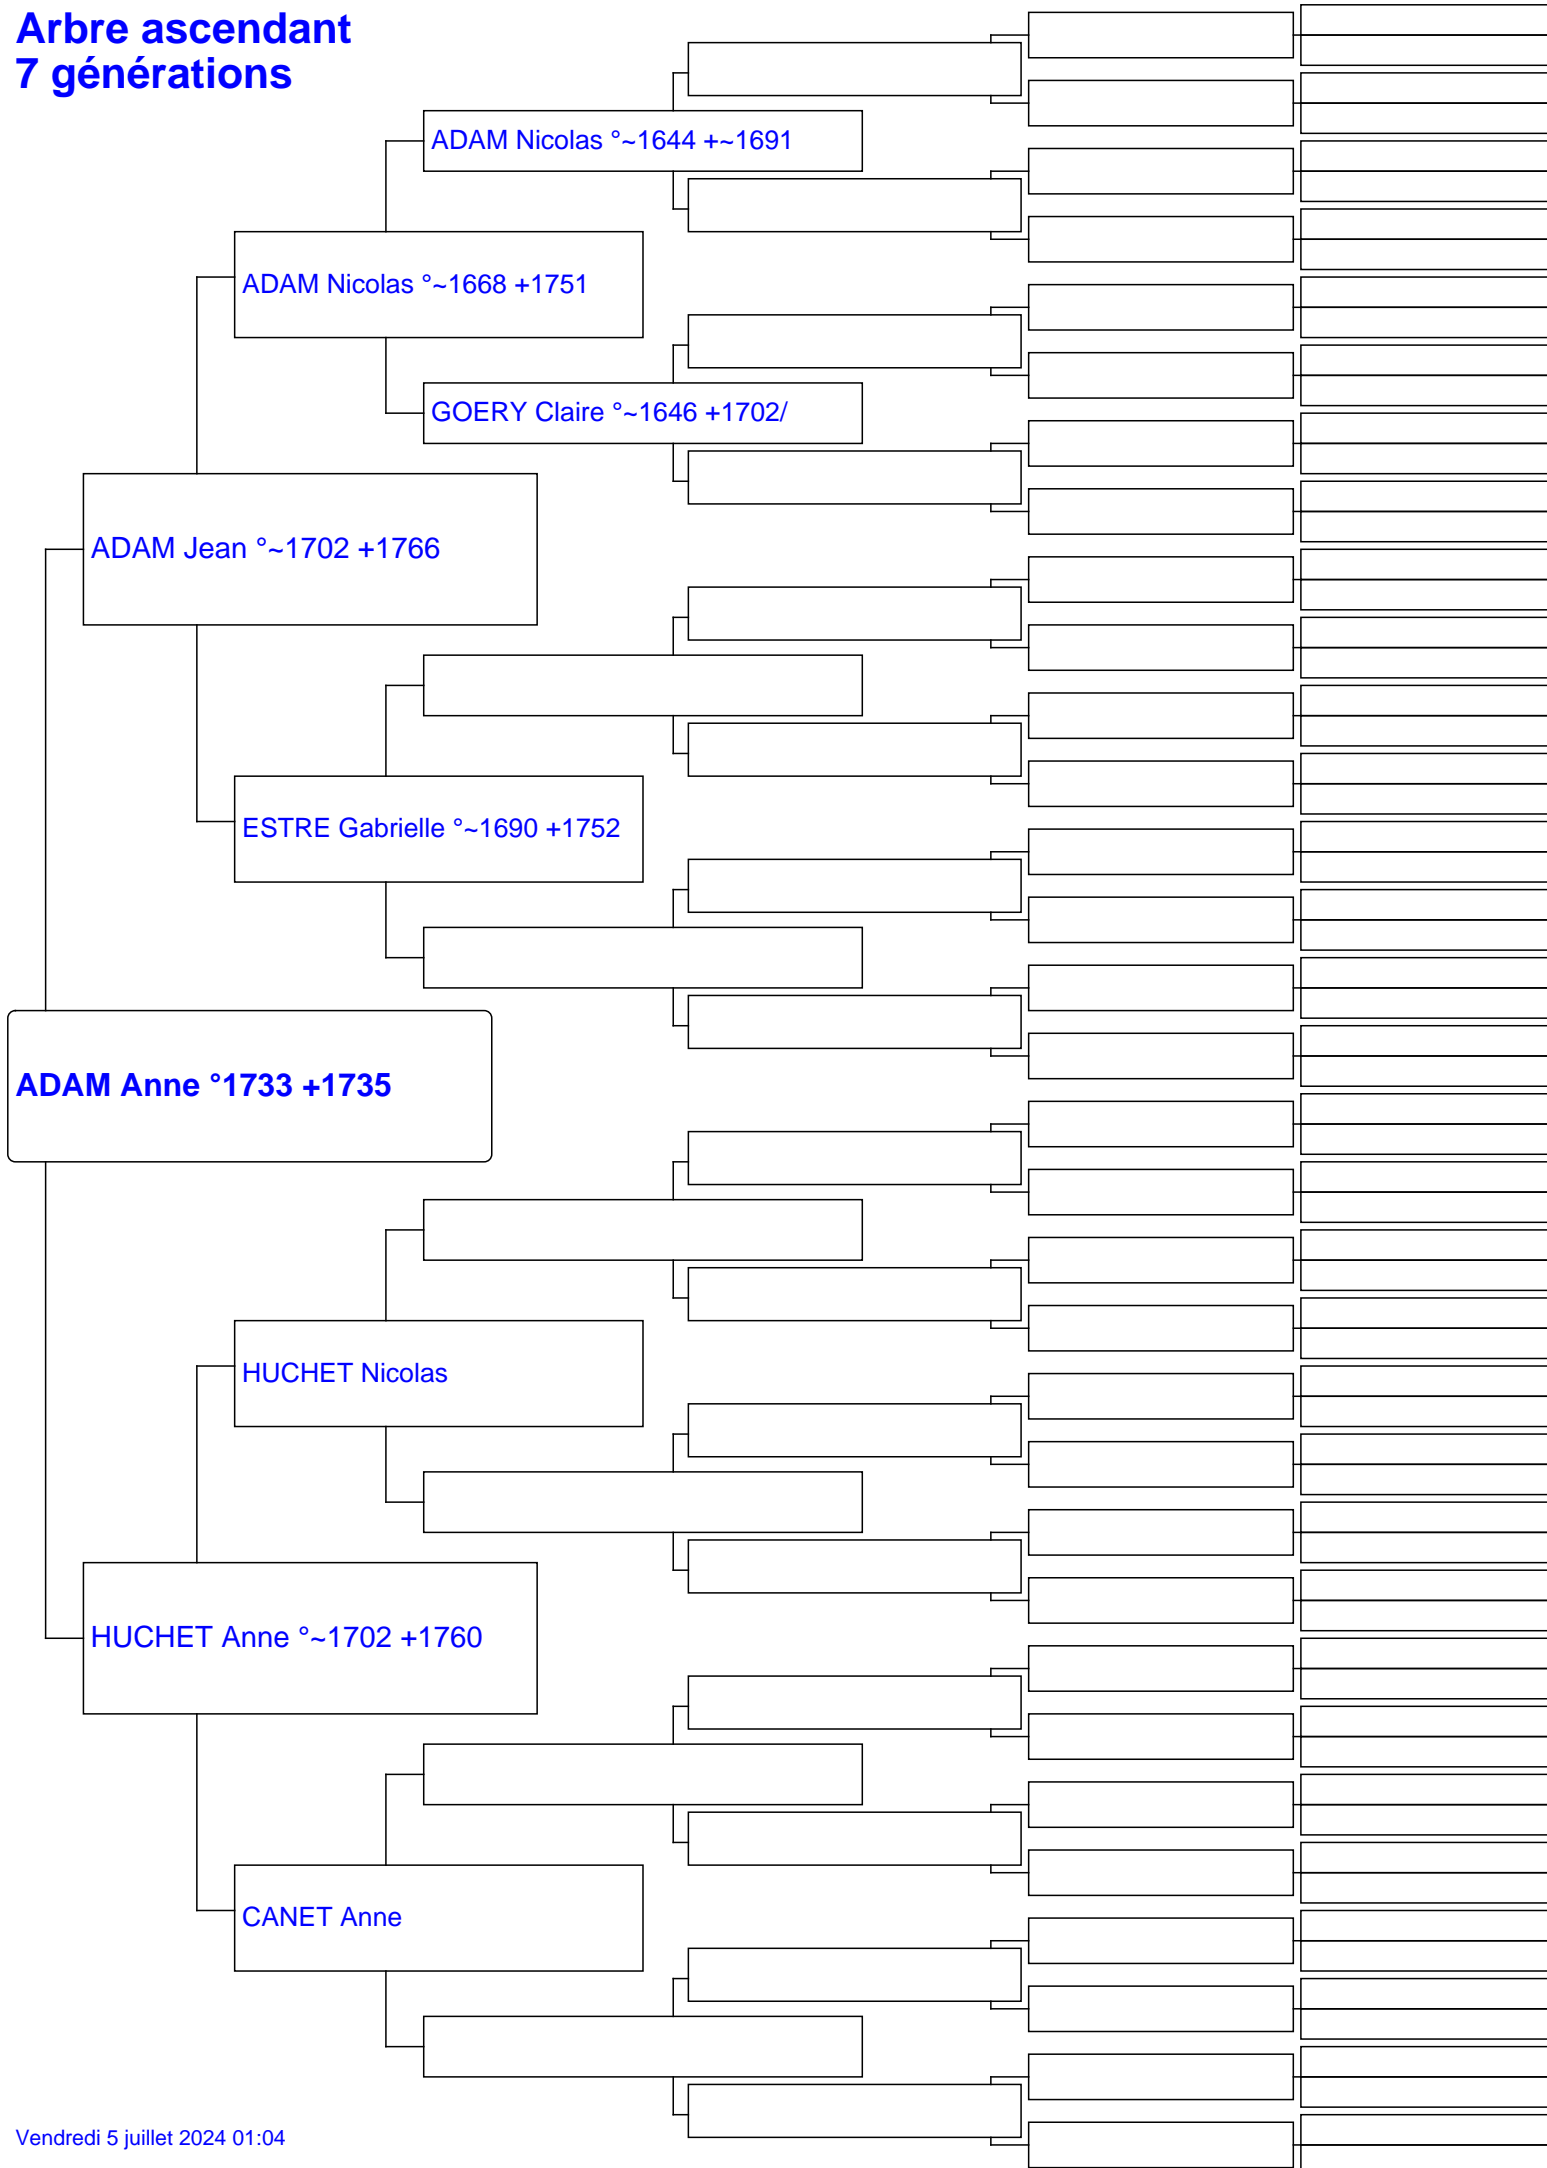 Arbre ascendant
7 générations
ADAM Nicolas °~1644 +~1691
ADAM Nicolas °~1668 +1751
GOERY Claire °~1646 +1702/
ADAM Jean °~1702 +1766
ESTRE Gabrielle °~1690 +1752
ADAM Anne °1733 +1735
HUCHET Nicolas
HUCHET Anne °~1702 +1760
CANET Anne
Vendredi 5 juillet 2024 01:04